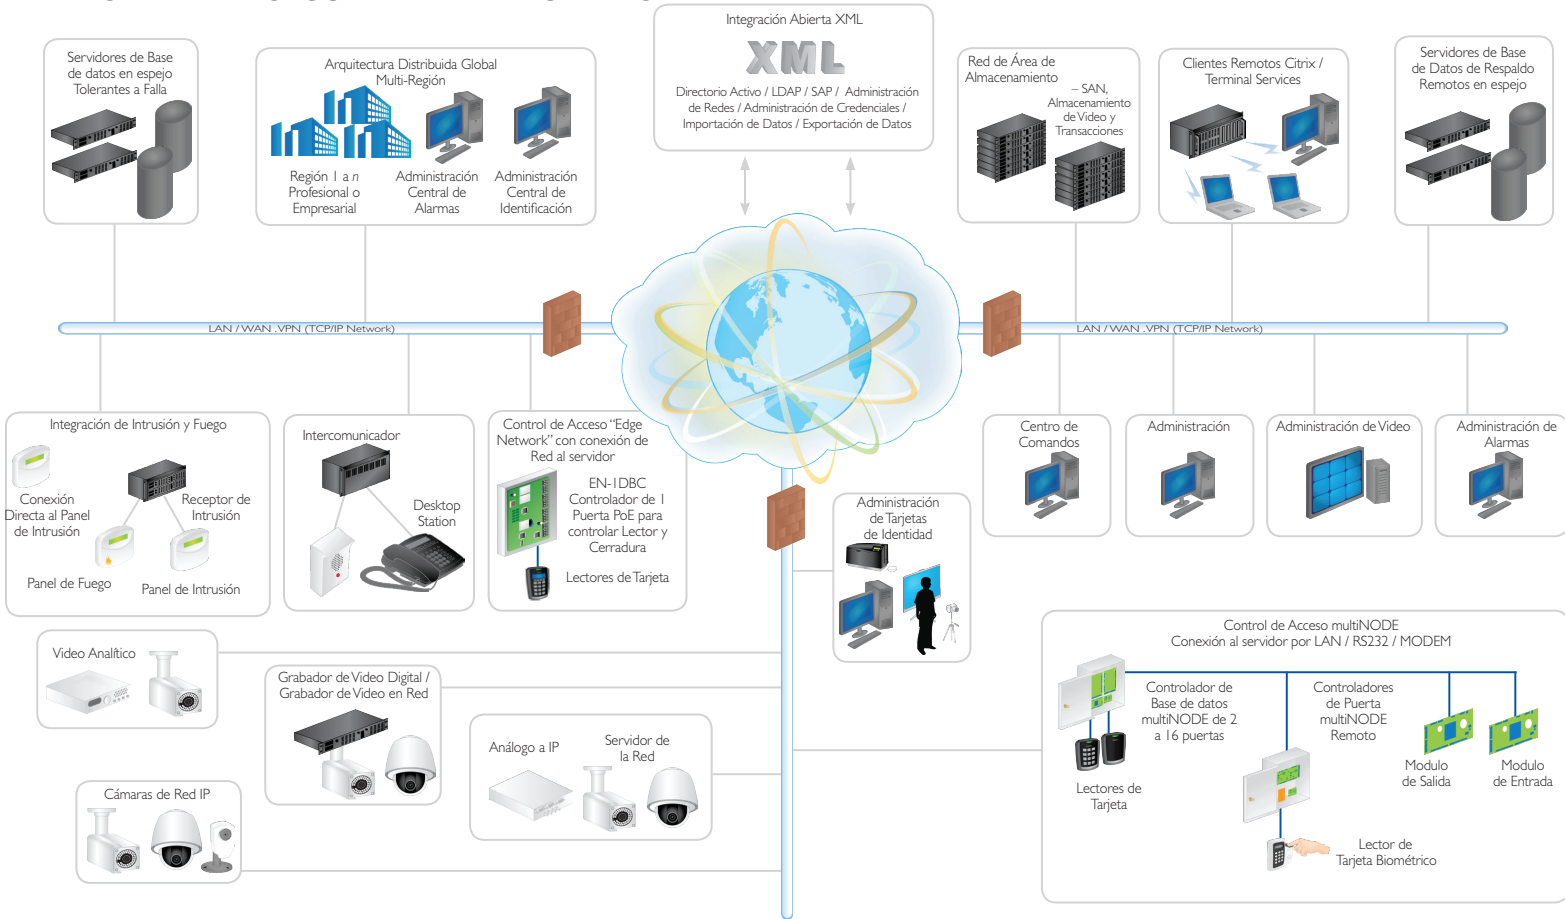 Integración Abierta XML
XML
Directorio Activo / LDAP / SAP / Administración
de Redes / Administración de Credenciales /
Importación de Datos / Exportación de Datos
Servidores de Base
de datos en espejo
Tolerantes a Falla
Arquitectura Distribuida Global
Multi-Región
Región 1 a n
Profesional o
Empresarial
Administración
Central de
Alarmas
Administración
Central de
Identificación
Red de Área de
Almacenamiento
– SAN,
Almacenamiento
de Video y
Transacciones
Clientes Remotos Citrix /
Terminal Services
Servidores de Base
de Datos de Respaldo
Remotos en espejo
LAN / WAN .VPN (TCP/IP Network)
LAN / WAN .VPN (TCP/IP Network)
Integración de Intrusión y Fuego
Conexión
Directa al Panel
de Intrusión
Receptor de
Intrusión
Panel de Fuego
Panel de Intrusión
Intercomunicador
Desktop
Station
Control de Acceso “Edge
Network” con conexión de
Red al servidor
EN-1DBC
Controlador de 1
Puerta PoE para
controlar Lector y
Cerradura
Lectores de Tarjeta
Centro de
Comandos
Administración
Administración de Video
Administración de
Alarmas
Administración
de Tarjetas
de Identidad
Video Analítico
Grabador de Video Digital /
Grabador de Video en Red
Análogo a IP
Servidor de
la Red
Cámaras de Red IP
Control de Acceso multiNODE
Conexión al servidor por LAN / RS232 / MODEM
Controlador de
Base de datos
multiNODE de 2
a 16 puertas
Controladores
de Puerta
multiNODE
Remoto
Lectores de
Tarjeta
Modulo
de Salida
Modulo
de Entrada
Lector de
Tarjeta Biométrico